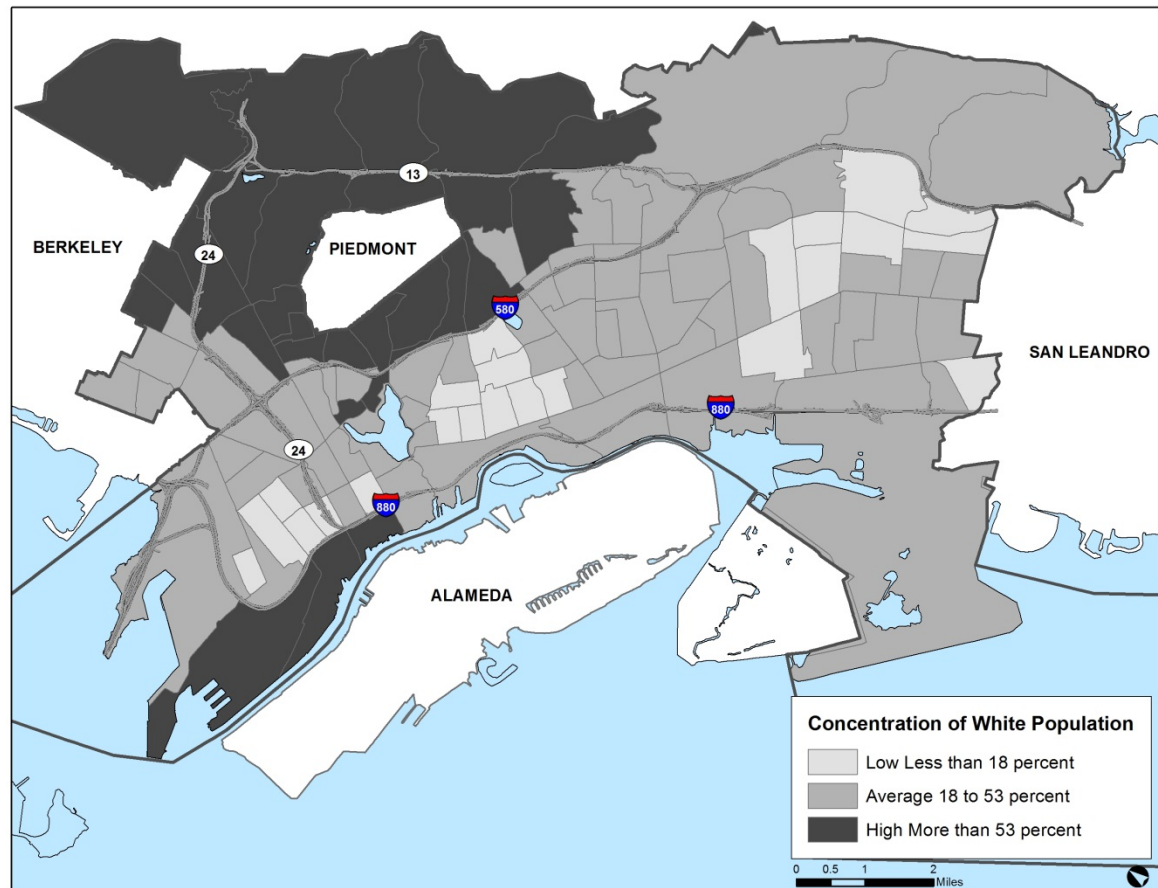 13
BERKELEY
PIEDMONT
24
580
SAN LEANDRO
880
24
880
ALAMEDA
Concentration of White Population
Low Less than 18 percent
Average 18 to 53 percent
High More than 53 percent
0 0.5 1 2
Miles